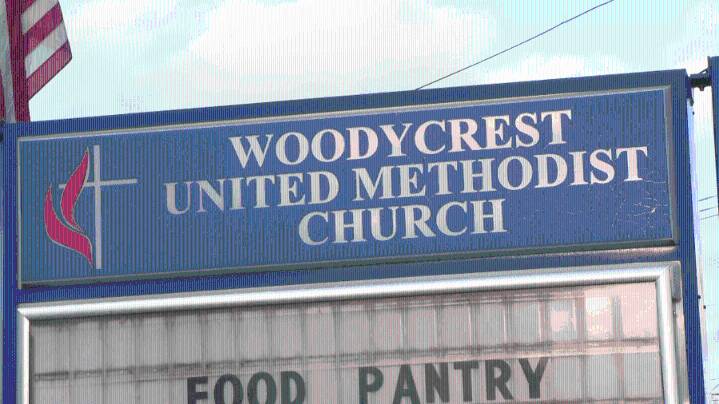 WOODYCREST
UNITED METHODIST
CHURCH
FOOD PANTRY